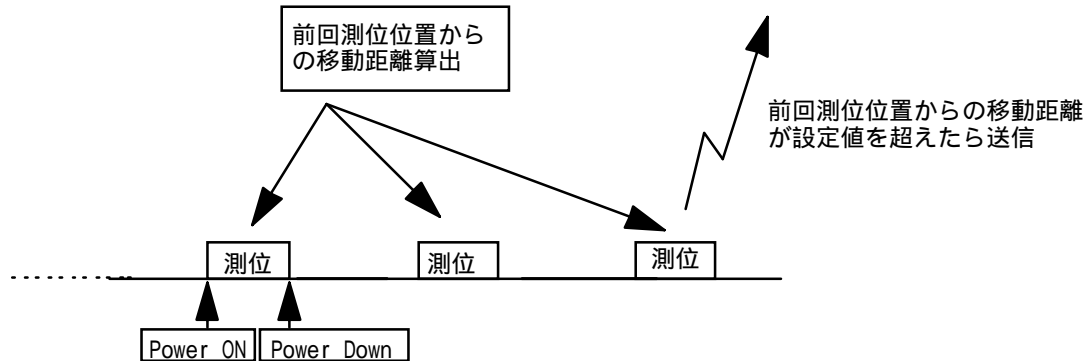 前回測位位置から
の移動距離算出
前回測位位置からの移動距離
が設定値を超えたら送信
測位
測位
測位
Power ON
Power Down